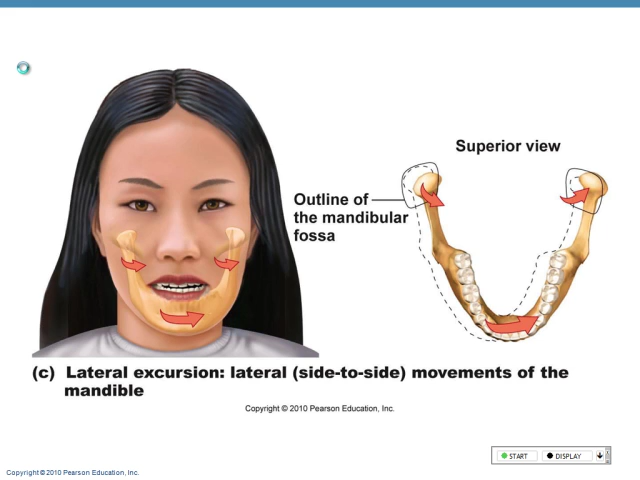 Superior view
Outline of
the mandibular
fossa
(c) Lateral excursion: lateral (side-to-side) movements of the
mandible
Copyright © 2010 Pearson Education, Inc.
START DISPLAY
Copyright © 2010 Pearson Education, Inc.